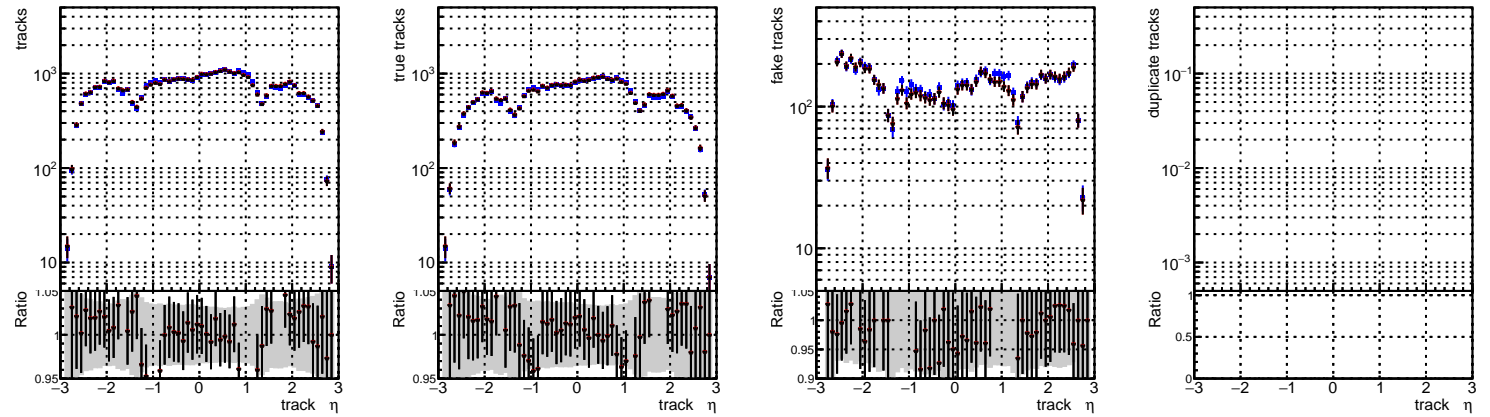 tracks
10³
10²
10
Ratio
1.05
1
0.95
−3 −2 −1 0 1 2 3
track η
true tracks
10³
10²
10
Ratio
1.05
1
0.95
−3 −2 −1 0 1 2 3
track η
fake tracks
10²
10
Ratio
1.05
1
0.95
0.9
−3 −2 −1 0 1 2 3
track η
duplicate tracks
10⁻¹
10⁻²
10⁻³
Ratio
1
0.5
0
−3 −2 −1 0 1 2 3
track η